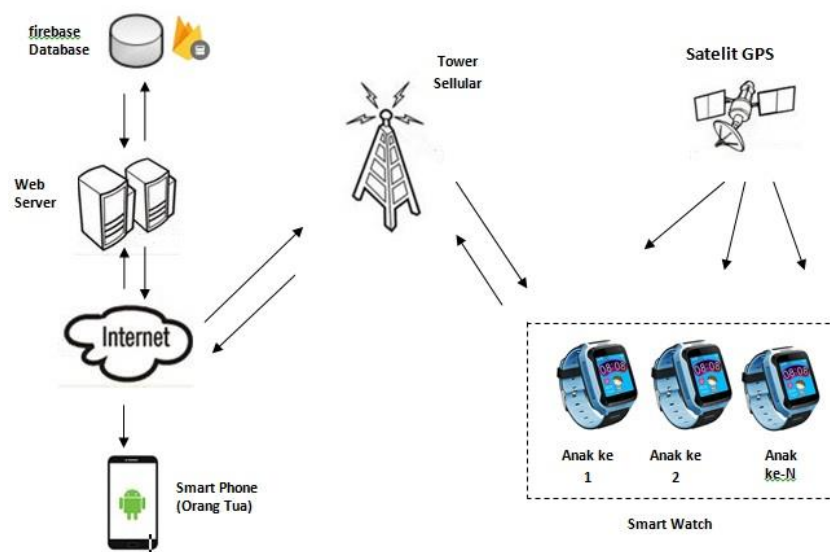 firebase
Database
Tower
Sellular
Satelit GPS
Web
Server
Internet
08:08
08:08
08:08
Anak ke
1
Anak ke
2
Anak
ke-N
Smart Phone
(Orang Tua)
Smart Watch